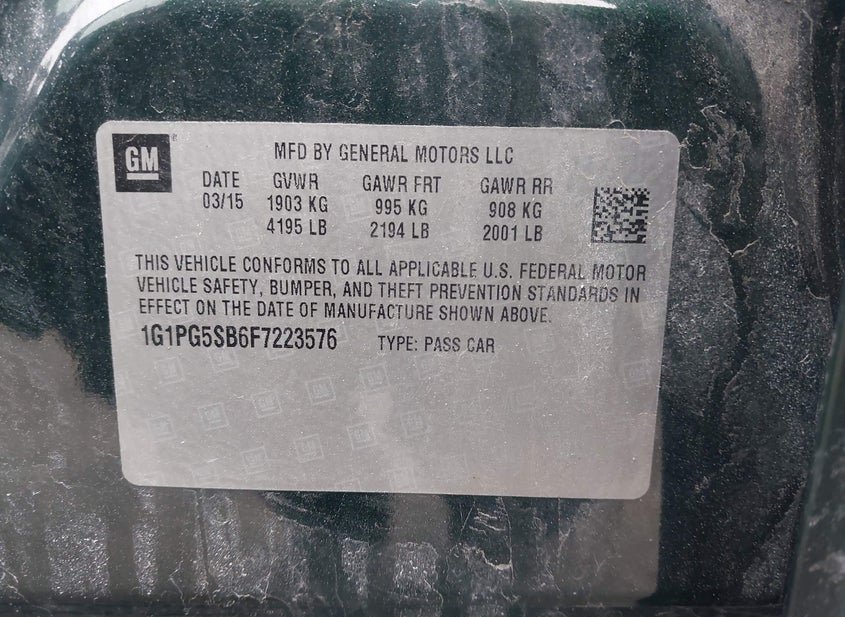 GM
MFD BY GENERAL MOTORS LLC
DATE GVWR GAWR FRT GAWR RR
03/15 1903 KG 995 KG 908 KG
4195 LB 2194 LB 2001 LB
THIS VEHICLE CONFORMS TO ALL APPLICABLE U.S. FEDERAL MOTOR
VEHICLE SAFETY, BUMPER, AND THEFT PREVENTION STANDARDS IN
EFFECT ON THE DATE OF MANUFACTURE SHOWN ABOVE.
1G1PG5SB6F7223576 TYPE: PASS CAR